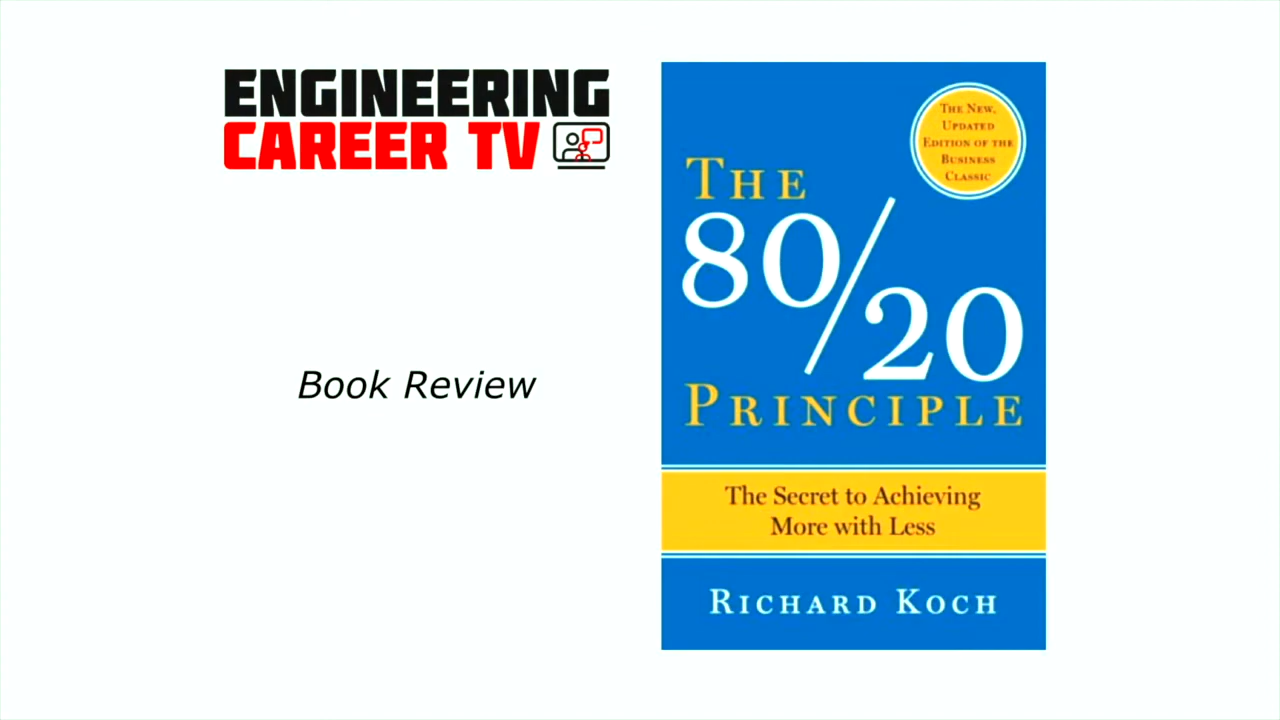 ENGINEERING
CAREER TV
Book Review
THE NEW,
UPDATED
EDITION OF THE
BUSINESS
CLASSIC
THE
80/20
PRINCIPLE
The Secret to Achieving
More with Less
RICHARD KOCH